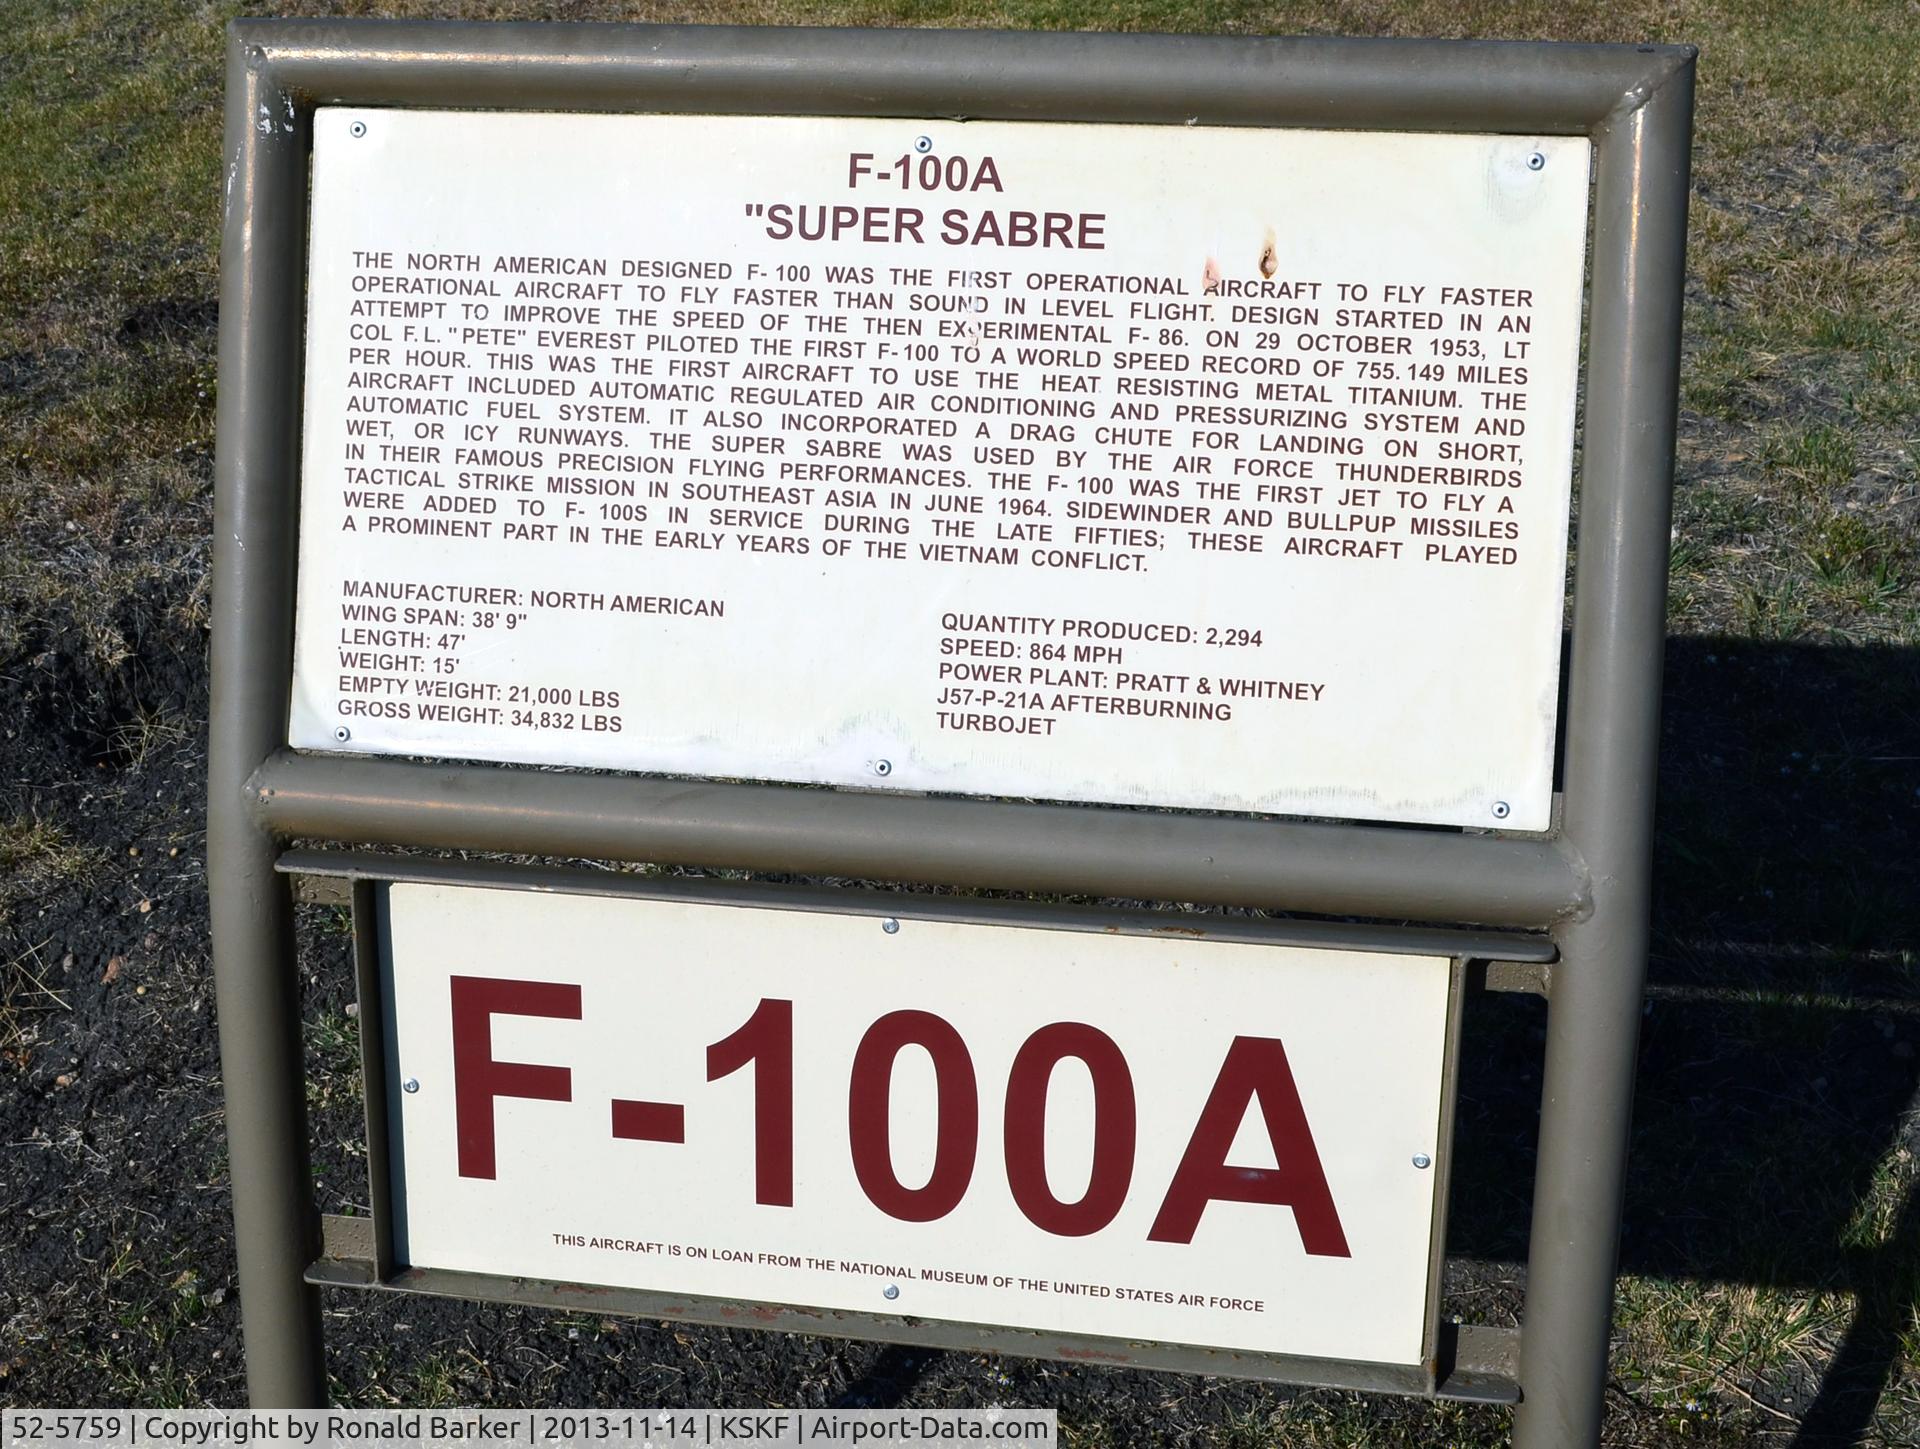 F-100A
"SUPER SABRE
THE NORTH AMERICAN DESIGNED F-100 WAS THE FIRST OPERATIONAL AIRCRAFT TO FLY FASTER
OPERATIONAL AIRCRAFT TO FLY FASTER THAN SOUND IN LEVEL FLIGHT. DESIGN STARTED IN AN
ATTEMPT TO IMPROVE THE SPEED OF THE THEN EXPERIMENTAL F-86. ON 29 OCTOBER 1953, LT
COL F.L. "PETE" EVEREST PILOTED THE FIRST F-100 TO A WORLD SPEED RECORD OF 755.149 MILES
PER HOUR. THIS WAS THE FIRST AIRCRAFT TO USE THE HEAT RESISTING METAL TITANIUM. THE
AIRCRAFT INCLUDED AUTOMATIC REGULATED AIR CONDITIONING AND PRESSURIZING SYSTEM AND
AUTOMATIC FUEL SYSTEM. IT ALSO INCORPORATED A DRAG CHUTE FOR LANDING ON SHORT,
WET, OR ICY RUNWAYS. THE SUPER SABRE WAS USED BY THE AIR FORCE THUNDERBIRDS
IN THEIR FAMOUS PRECISION FLYING PERFORMANCES. THE F-100 WAS THE FIRST JET TO FLY A
TACTICAL STRIKE MISSION IN SOUTHEAST ASIA IN JUNE 1964. SIDEWINDER AND BULLPUP MISSILES
WERE ADDED TO F-100S IN SERVICE DURING THE LATE FIFTIES; THESE AIRCRAFT PLAYED
A PROMINENT PART IN THE EARLY YEARS OF THE VIETNAM CONFLICT.
MANUFACTURER: NORTH AMERICAN
WING SPAN: 38' 9"
LENGTH: 47'
WEIGHT: 15'
EMPTY WEIGHT: 21,000 LBS
GROSS WEIGHT: 34,832 LBS
QUANTITY PRODUCED: 2,294
SPEED: 864 MPH
POWER PLANT: PRATT & WHITNEY
J57-P-21A AFTERBURNING
TURBOJET
F-100A
THIS AIRCRAFT IS ON LOAN FROM THE NATIONAL MUSEUM OF THE UNITED STATES AIR FORCE
52-5759 | Copyright by Ronald Barker | 2013-11-14 | KSKF | Airport-Data.com